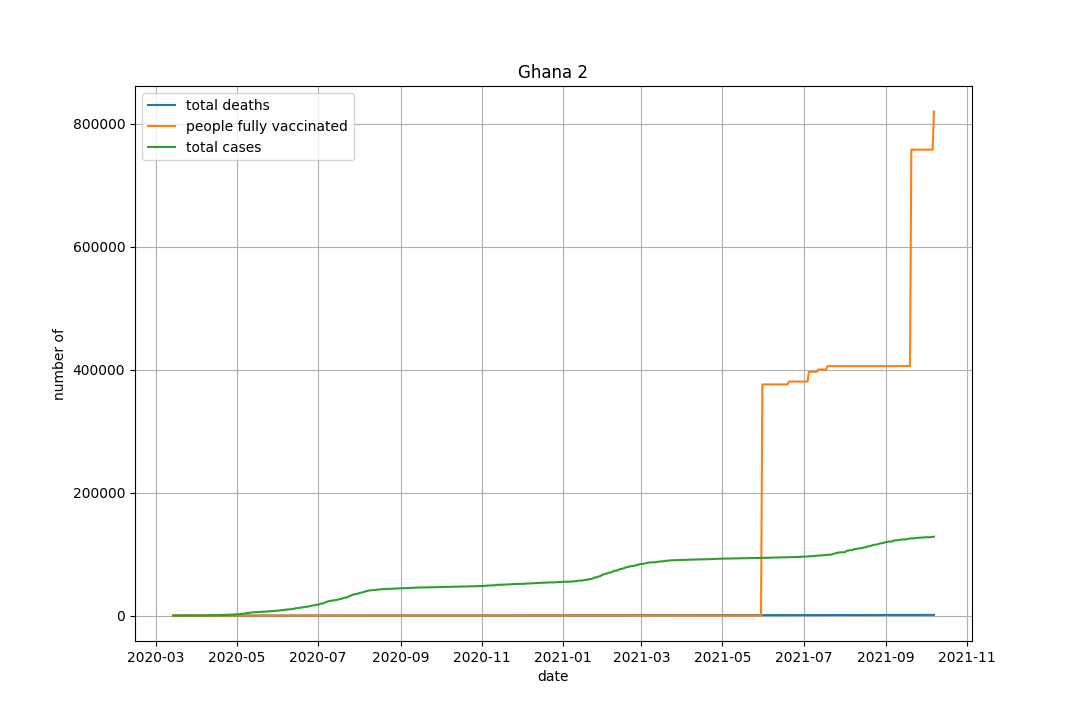 Ghana 2
total deaths
people fully vaccinated
total cases
800000
600000
400000
200000
0
number of
2020-03 2020-05 2020-07 2020-09 2020-11 2021-01 2021-03 2021-05 2021-07 2021-09 2021-11
date